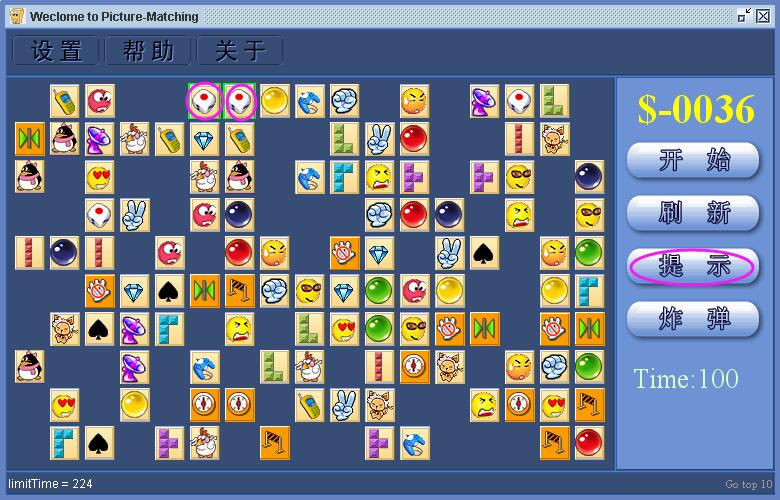 Weclome to Picture-Matching
设置 帮助 关于
$-0036
开 始
刷 新
提 示
炸 弹
Time:100
limitTime = 224
Go top 10